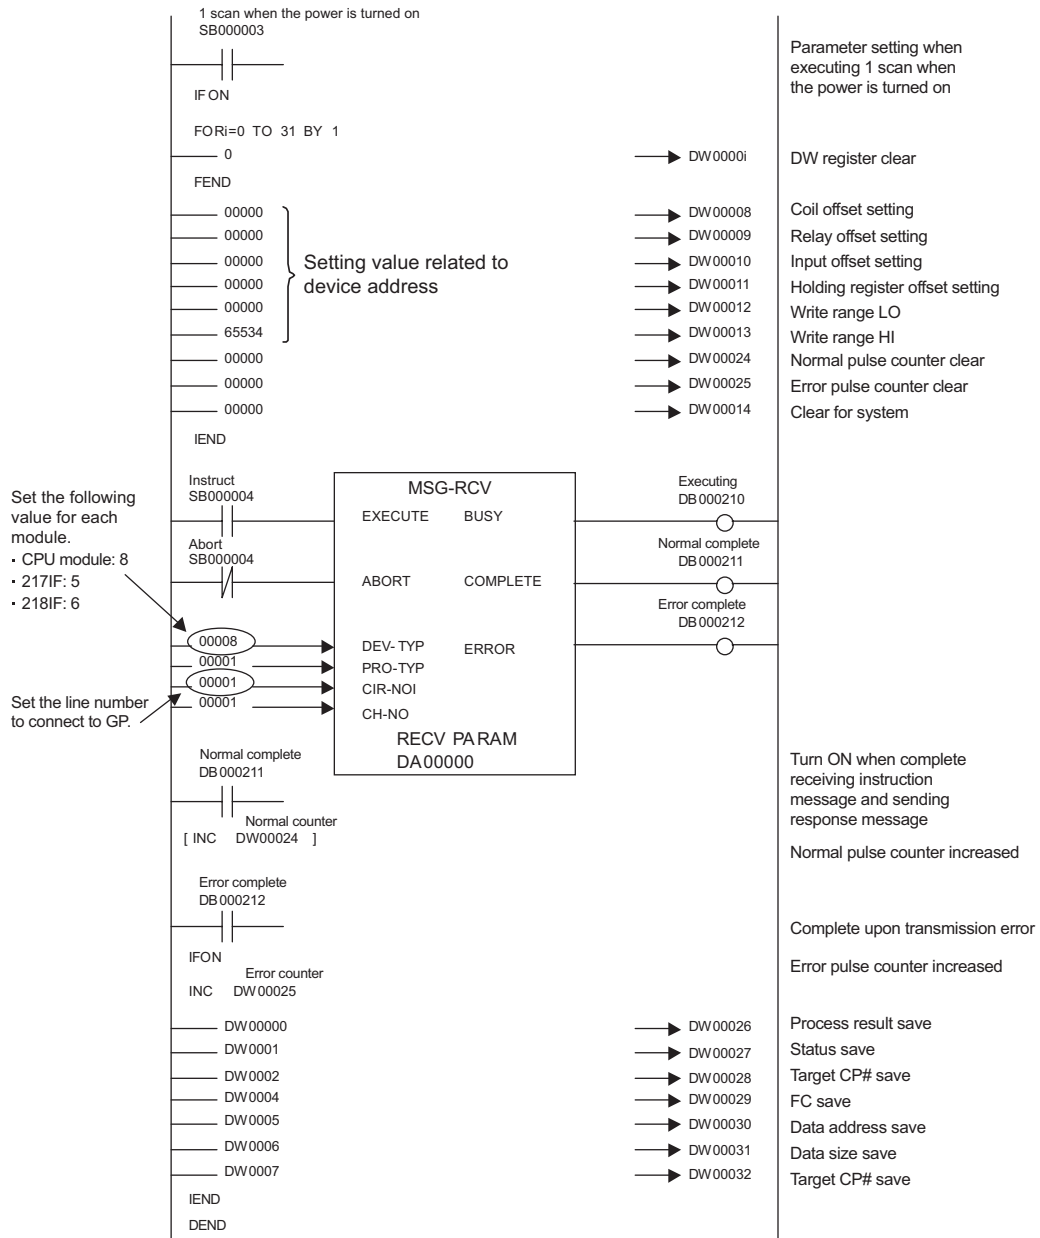 1 scan when the power is turned on
SB000003
Parameter setting when
executing 1 scan when
the power is turned on
IFON
FORi=0 TO 31 BY 1
0 DW0000i DW register clear
FEND
00000 DW00008 Coil offset setting
00000 DW00009 Relay offset setting
00000 DW00010 Input offset setting
00000 DW00011 Holding register offset setting
00000 DW00012 Write range LO
65534 DW00013 Write range HI
Setting value related to
device address
00000 DW00024 Normal pulse counter clear
00000 DW00025 Error pulse counter clear
00000 DW00014 Clear for system
IEND
Set the following
value for each
module.
- CPU module: 8
- 217IF: 5
- 218IF: 6
Set the line number
to connect to GP.
Instruct
SB000004
Abort
SB000004
00008
00001
00001
00001
MSG-RCV
EXECUTE BUSY
ABORT COMPLETE
DEV-TYP ERROR
PRO-TYP
CIR-NOI
CH-NO
RECV PARAM
DA00000
Executing
DB000210
Normal complete
DB000211
Error complete
DB000212
Normal complete
DB000211
Normal counter
[ INC DW00024 ]
Turn ON when complete
receiving instruction
message and sending
response message
Normal pulse counter increased
Error complete
DB000212
Complete upon transmission error
IFON
Error counter
INC DW00025
Error pulse counter increased
DW00000 DW00026 Process result save
DW0001 DW00027 Status save
DW0002 DW00028 Target CP# save
DW0004 DW00029 FC save
DW0005 DW00030 Data address save
DW0006 DW00031 Data size save
DW0007 DW00032 Target CP# save
IEND
DEND